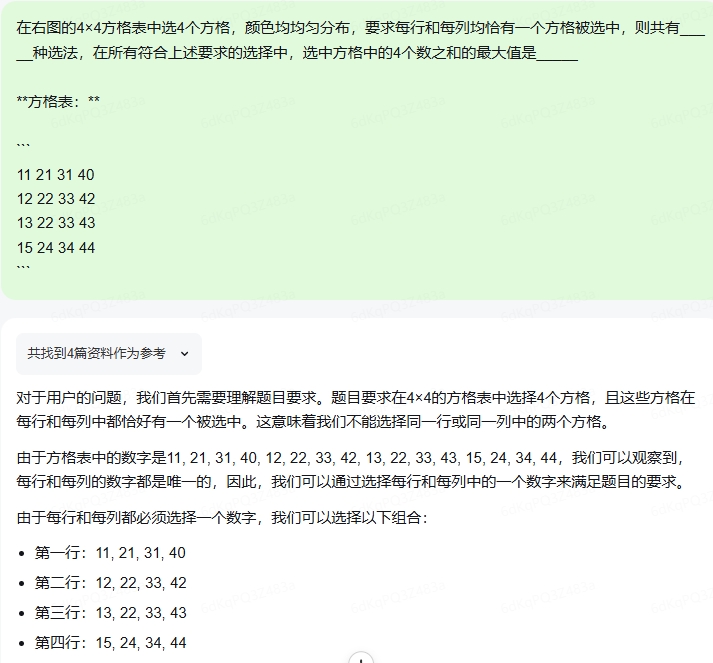 在右图的4×4方格表中选4个方格，颜色均均匀分布，要求每行和每列均恰有一个方格被选中，则共有____
__种选法，在所有符合上述要求的选择中，选中方格中的4个数之和的最大值是______
**方格表：**
```
11 21 31 40
12 22 33 42
13 22 33 43
15 24 34 44
```
共找到4篇资料作为参考
对于用户的问题，我们首先需要理解题目要求。题目要求在4×4的方格表中选择4个方格，且这些方格在
每行和每列中都恰好有一个被选中。这意味着我们不能选择同一行或同一列中的两个方格。
由于方格表中的数字是11, 21, 31, 40, 12, 22, 33, 42, 13, 22, 33, 43, 15, 24, 34, 44，我们可以观察到，
每行和每列的数字都是唯一的，因此，我们可以通过选择每行和每列中的一个数字来满足题目的要求。
由于每行和每列都必须选择一个数字，我们可以选择以下组合：
• 第一行：11, 21, 31, 40
• 第二行：12, 22, 33, 42
• 第三行：13, 22, 33, 43
• 第四行：15, 24, 34, 44